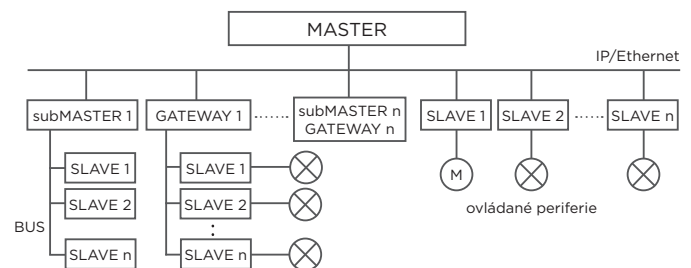 MASTER
IP/Ethernet
subMASTER 1
GATEWAY 1
subMASTER n
GATEWAY n
SLAVE 1
SLAVE 2
SLAVE n
SLAVE 1
SLAVE 2
SLAVE n
BUS
SLAVE 1
SLAVE 2
SLAVE n
M
ovládané periferie